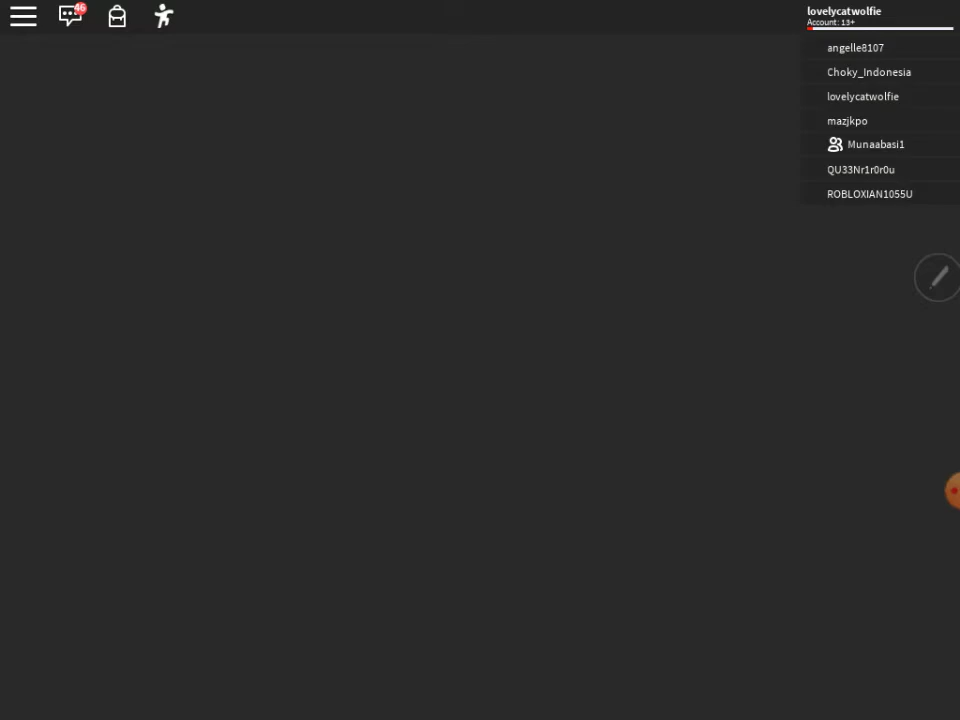 46
lovelycatwolfie
Account: 13+
angelle8107
Choky_Indonesia
lovelycatwolfie
mazjkpo
Munaabasi1
QU33Nr1r0r0u
ROBLOXIAN1055U